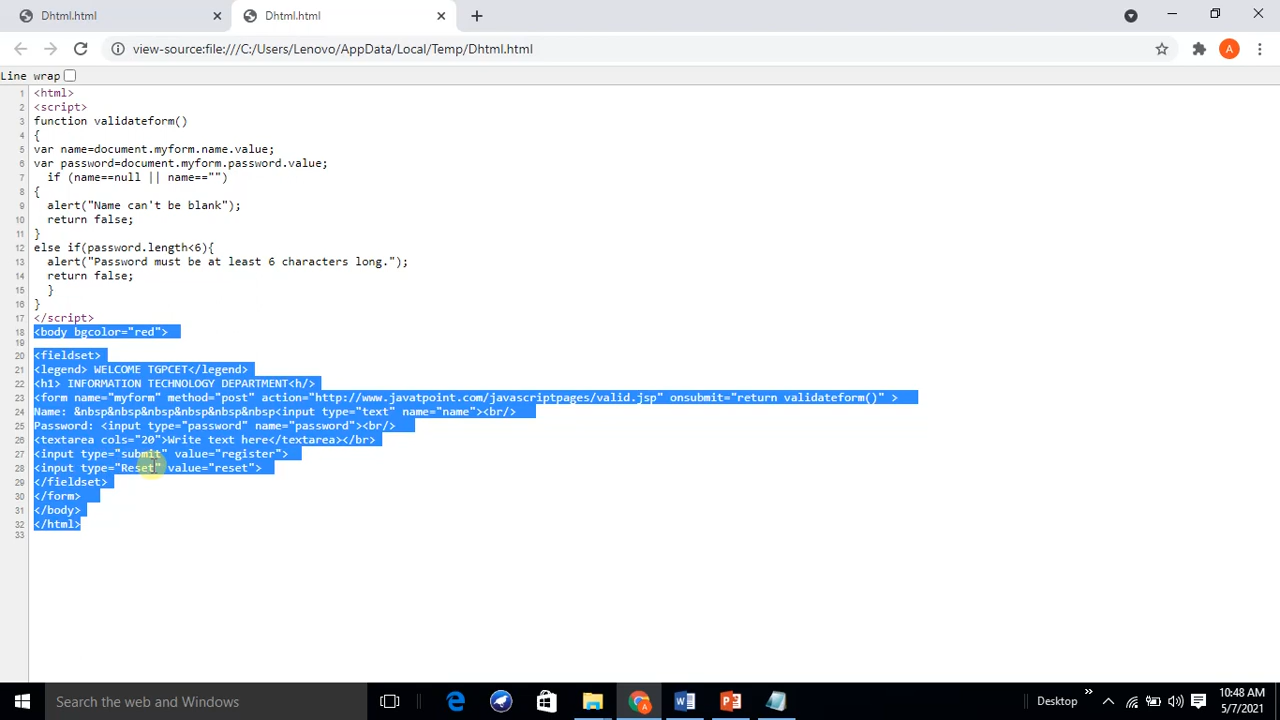 Dhtml.html
Dhtml.html
view-source:file:///C:/Users/Lenovo/AppData/Local/Temp/Dhtml.html
A
Line wrap
1 <html>
2 <script>
3 function validateform()
4 {
5 var name=document.myform.name.value;
6 var password=document.myform.password.value;
7 if (name==null || name=="")
8 {
9 alert("Name can't be blank");
10 return false;
11 }
12 else if(password.length<6){
13 alert("Password must be at least 6 characters long.");
14 return false;
15 }
16 }
17 </script>
18 <body bgcolor="red">
19
20 <fieldset>
21 <legend> WELCOME TGPCET</legend>
22 <h1> INFORMATION TECHNOLOGY DEPARTMENT<h/>
23 <form name="myform" method="post" action="http://www.javatpoint.com/javascriptpages/valid.jsp" onsubmit="return validateform()" >
24 Name: &nbsp&nbsp&nbsp&nbsp&nbsp&nbsp<input type="text" name="name"><br/>
25 Password: <input type="password" name="password"><br/>
26 <textarea cols="20">Write text here</textarea></br>
27 <input type="submit" value="register">
28 <input type="Reset" value="reset">
29 </fieldset>
30 </form>
31 </body>
32 </html>
33
Search the web and Windows
Desktop
10:48 AM
5/7/2021